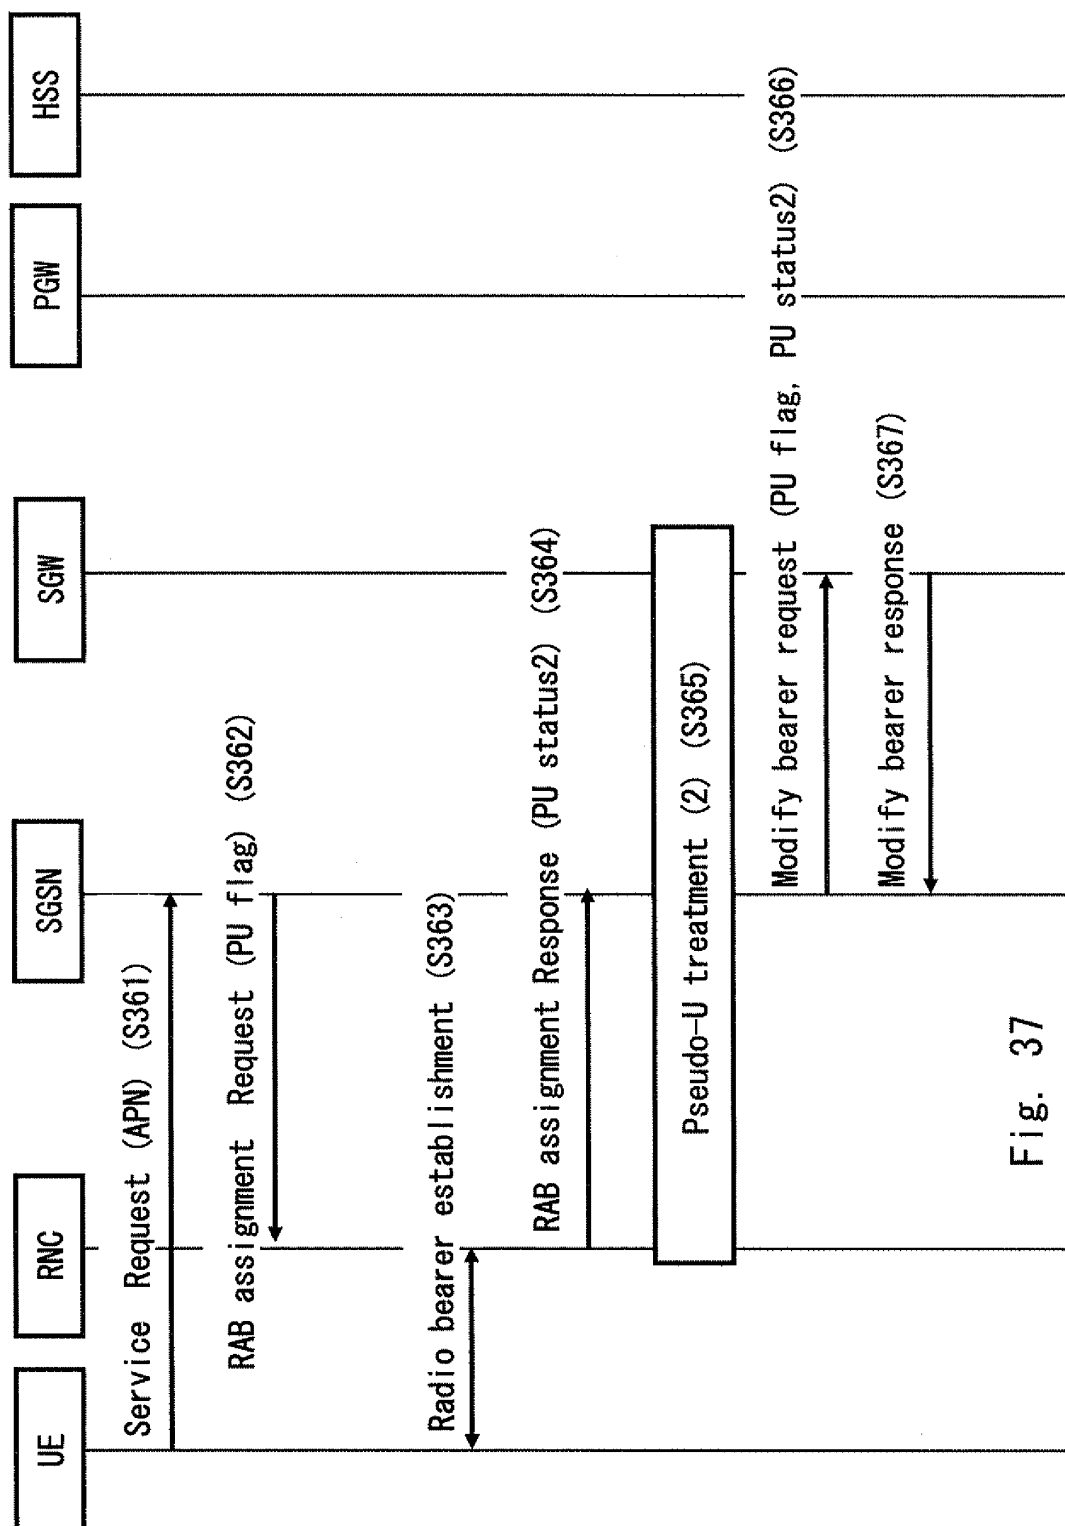 UE
RNC
SGSN
SGW
PGW
HSS
Service Request (APN) (S361)
RAB assignment Request (PU flag) (S362)
Radio bearer establishment (S363)
RAB assignment Response (PU status2) (S364)
Pseudo-U treatment (2) (S365)
Modify bearer request (PU flag, PU status2) (S366)
Modify bearer response (S367)
Fig. 37